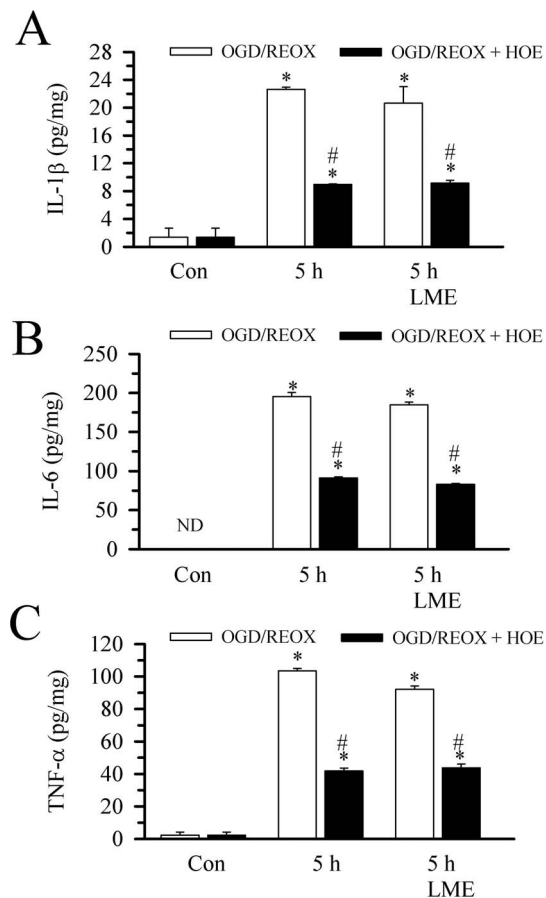 A
OGD/REOX OGD/REOX + HOE
IL-1β (pg/mg)
28
24
20
16
12
8
4
0
* *
# #
* *
Con 5 h 5 h
LME
B
OGD/REOX OGD/REOX + HOE
IL-6 (pg/mg)
250
200
150
100
50
0
* *
# #
* *
ND
Con 5 h 5 h
LME
C
OGD/REOX OGD/REOX + HOE
TNF-α (pg/mg)
120
100
80
60
40
20
0
* *
# #
* *
Con 5 h 5 h
LME